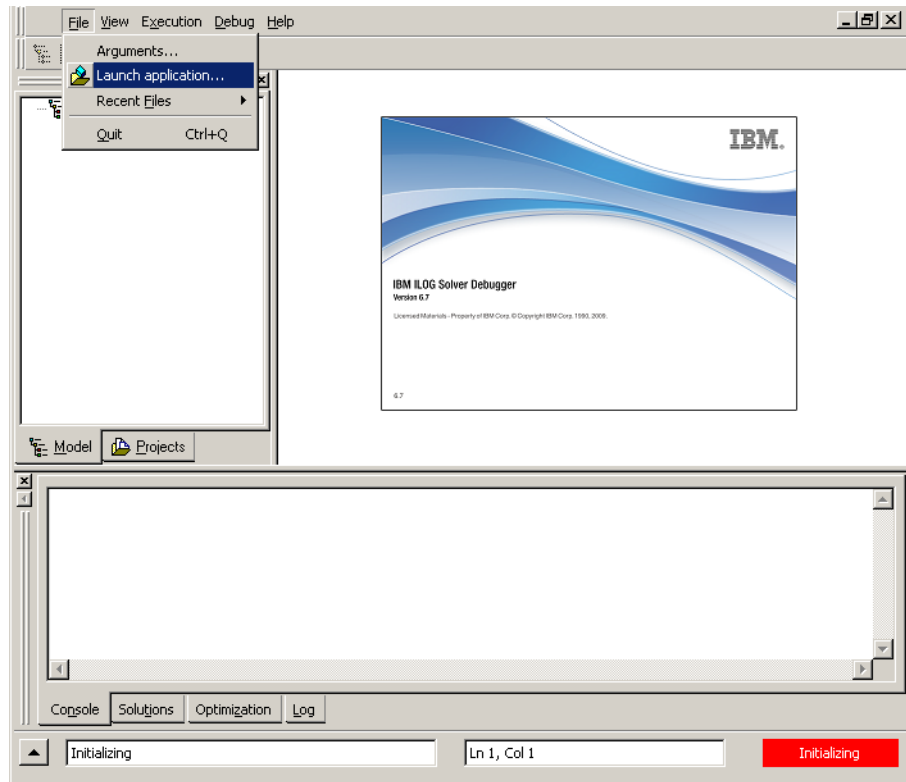 File View Execution Debug Help
Arguments...
Launch application...
Recent Files
Quit Ctrl+Q
IBM.
IBM ILOG Solver Debugger
Version 6.7
Licensed Materials - Property of IBM Corp. © Copyright IBM Corp. 1990, 2009.
6.7
Model Projects
Console Solutions Optimization Log
Initializing Ln 1, Col 1 Initializing